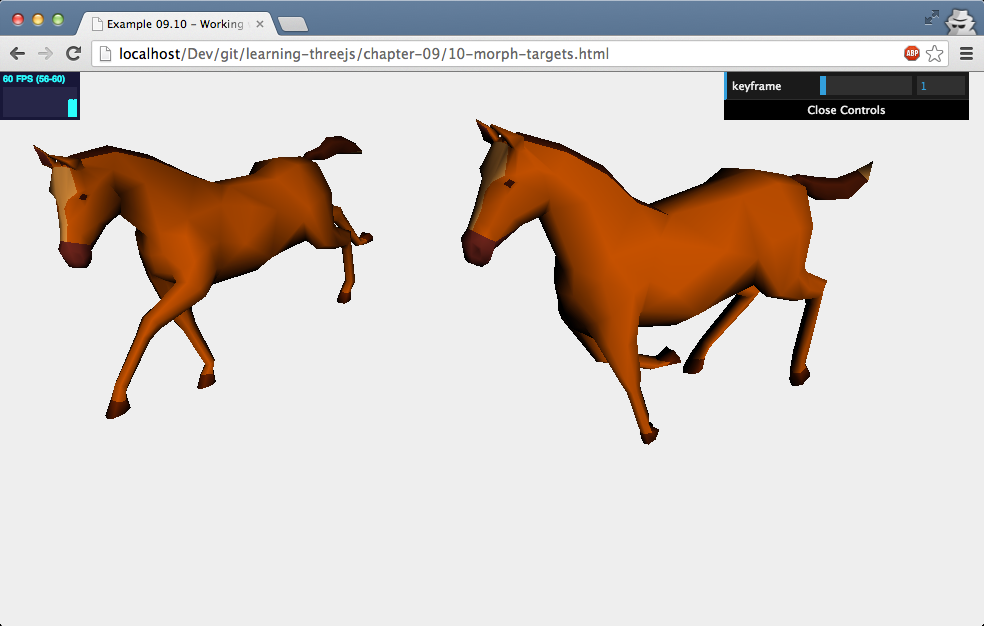 Example 09.10 – Working
localhost/Dev/git/learning-threejs/chapter-09/10-morph-targets.html
ABP
60 FPS (56-60)
keyframe 1
Close Controls